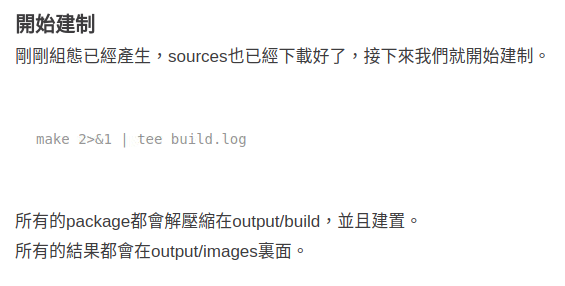 開始建制
剛剛組態已經產生，sources也已經下載好了，接下來我們就開始建制。
make 2>&1 | tee build.log
所有的package都會解壓縮在output/build，並且建置。
所有的結果都會在output/images裏面。